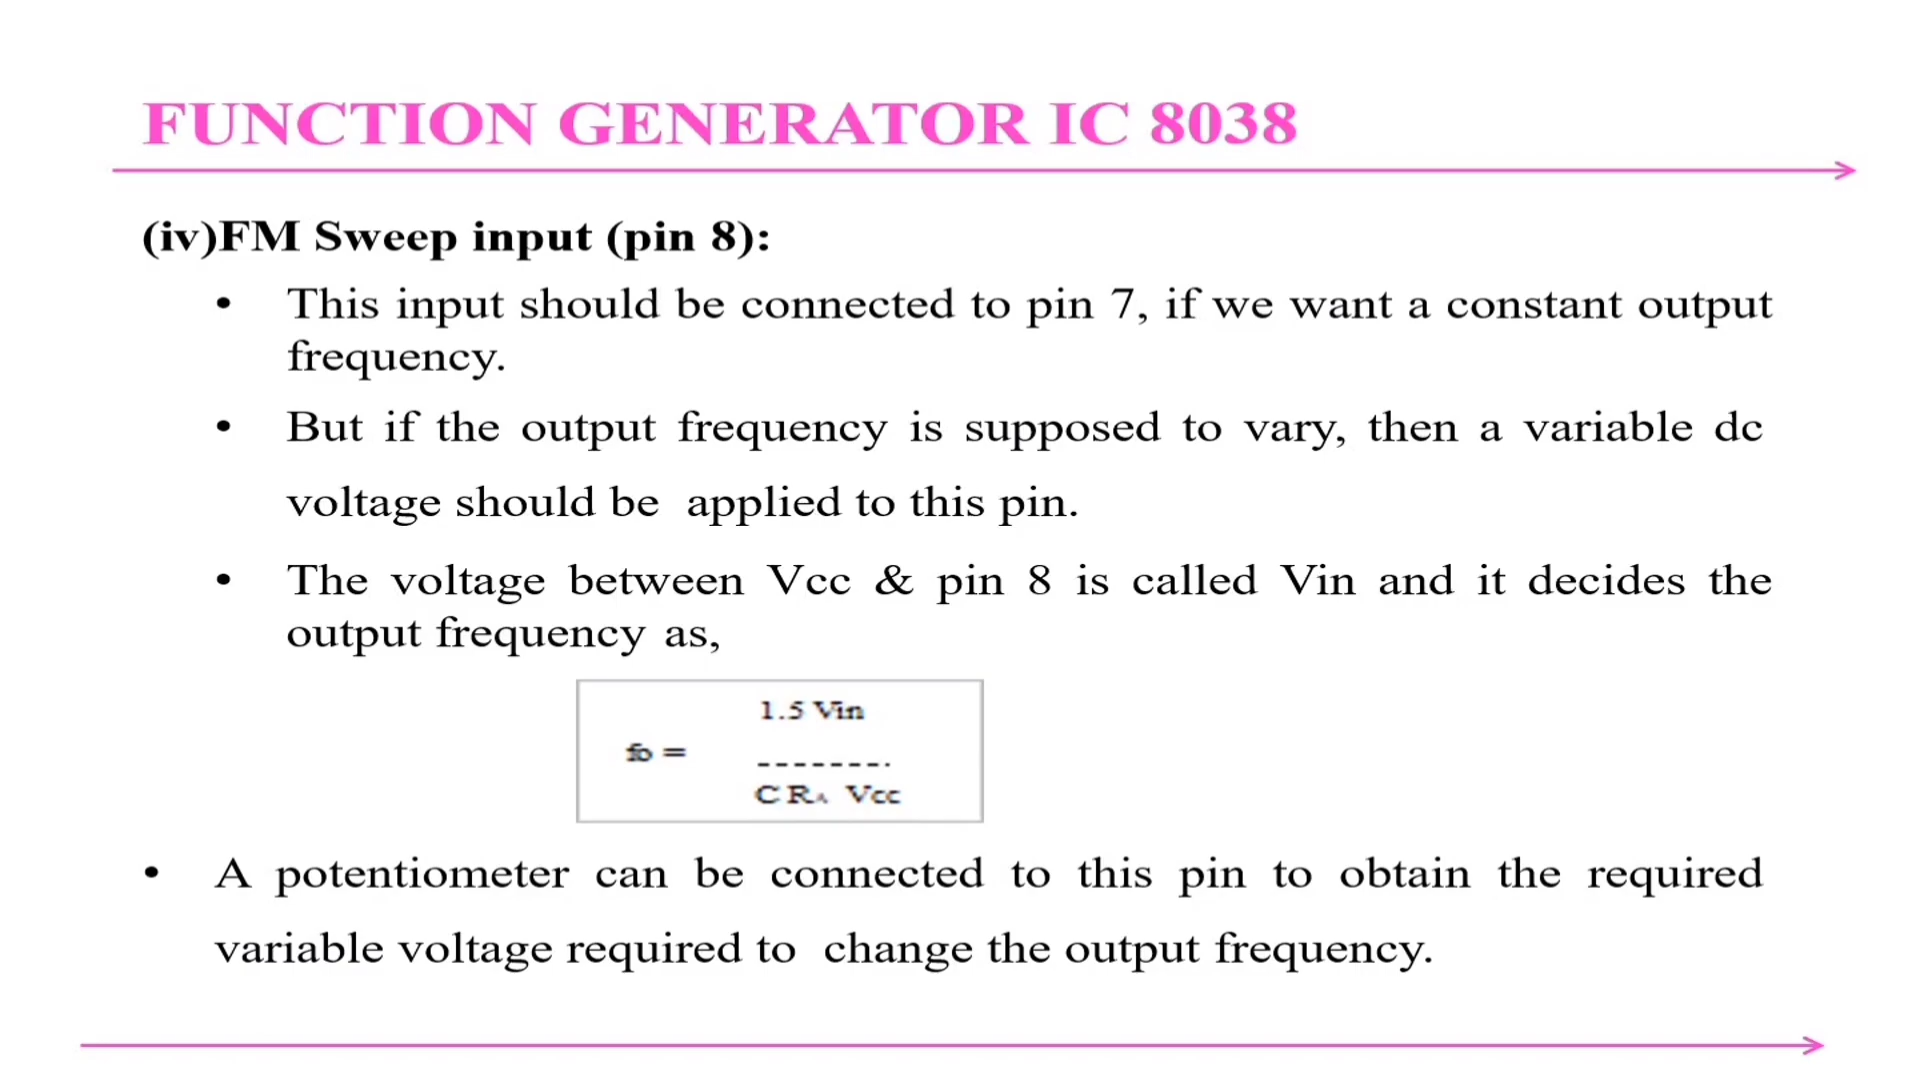 FUNCTION GENERATOR IC 8038
(iv)FM Sweep input (pin 8):
• This input should be connected to pin 7, if we want a constant output
frequency.
• But if the output frequency is supposed to vary, then a variable dc
voltage should be applied to this pin.
• The voltage between Vcc & pin 8 is called Vin and it decides the
output frequency as,
1.5 Vin
fo =
-------.
C RA Vcc
• A potentiometer can be connected to this pin to obtain the required
variable voltage required to change the output frequency.